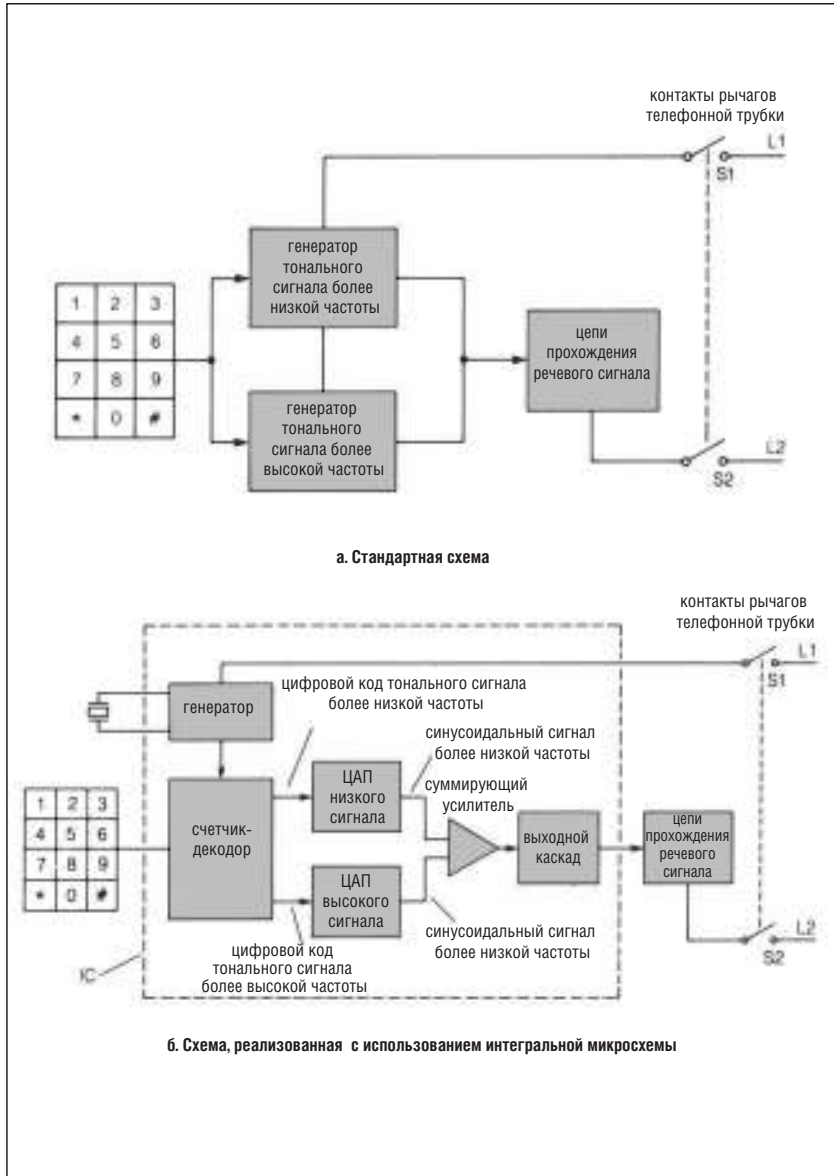 контакты рычагов
телефонной трубки
L1
S1
генератор
тонального
сигнала более
низкой частоты
1 2 3
4 5 6
7 8 9
* 0 #
цепи
прохождения
речевого сигнала
генератор
тонального
сигнала более
высокой частоты
L2
S2
а. Стандартная схема
контакты рычагов
телефонной трубки
L1
S1
генератор
цифровой код тонального сигнала
более низкой частоты
синусоидальный сигнал
более низкой частоты
суммирующий
усилитель
1 2 3
4 5 6
7 8 9
* 0 #
счетчик-
декодор
ЦАП
низкого
сигнала
выходной
каскад
цепи
прохождения
речевого
сигнала
ЦАП
высокого
сигнала
синусоидальный сигнал
более низкой частоты
L2
S2
цифровой код
тонального сигнала
более высокой частоты
IC
б. Схема, реализованная с использованием интегральной микросхемы